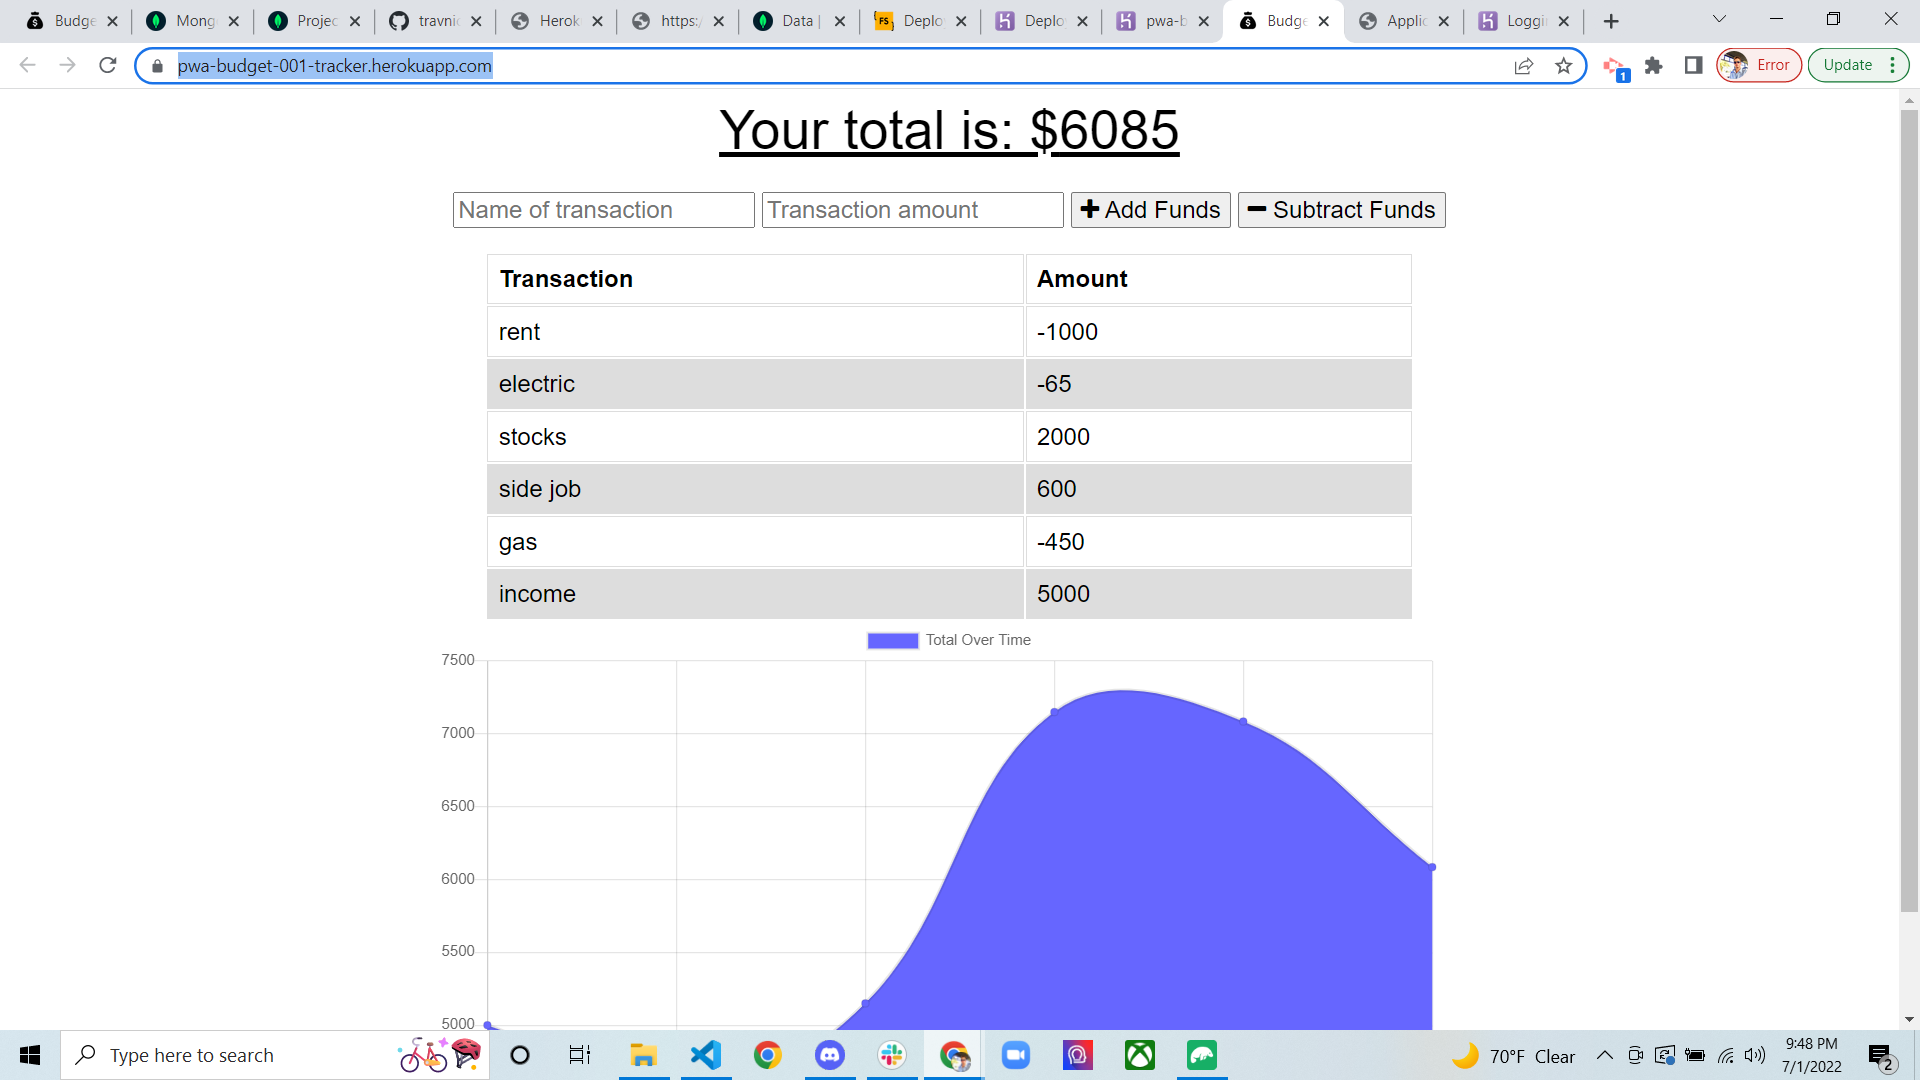 Budge
Mong
Projec
travni
Herok
https:/
Data |
Deplo
Deplo
pwa-b
Budge
Applic
Loggi
pwa-budget-001-tracker.herokuapp.com
1
Error
Update
Your total is: $6085
Name of transaction
Transaction amount
Add Funds
Subtract Funds
Transaction Amount
rent -1000
electric -65
stocks 2000
side job 600
gas -450
income 5000
Total Over Time
7500
7000
6500
6000
5500
5000
Type here to search
70°F Clear
9:48 PM
7/1/2022
2